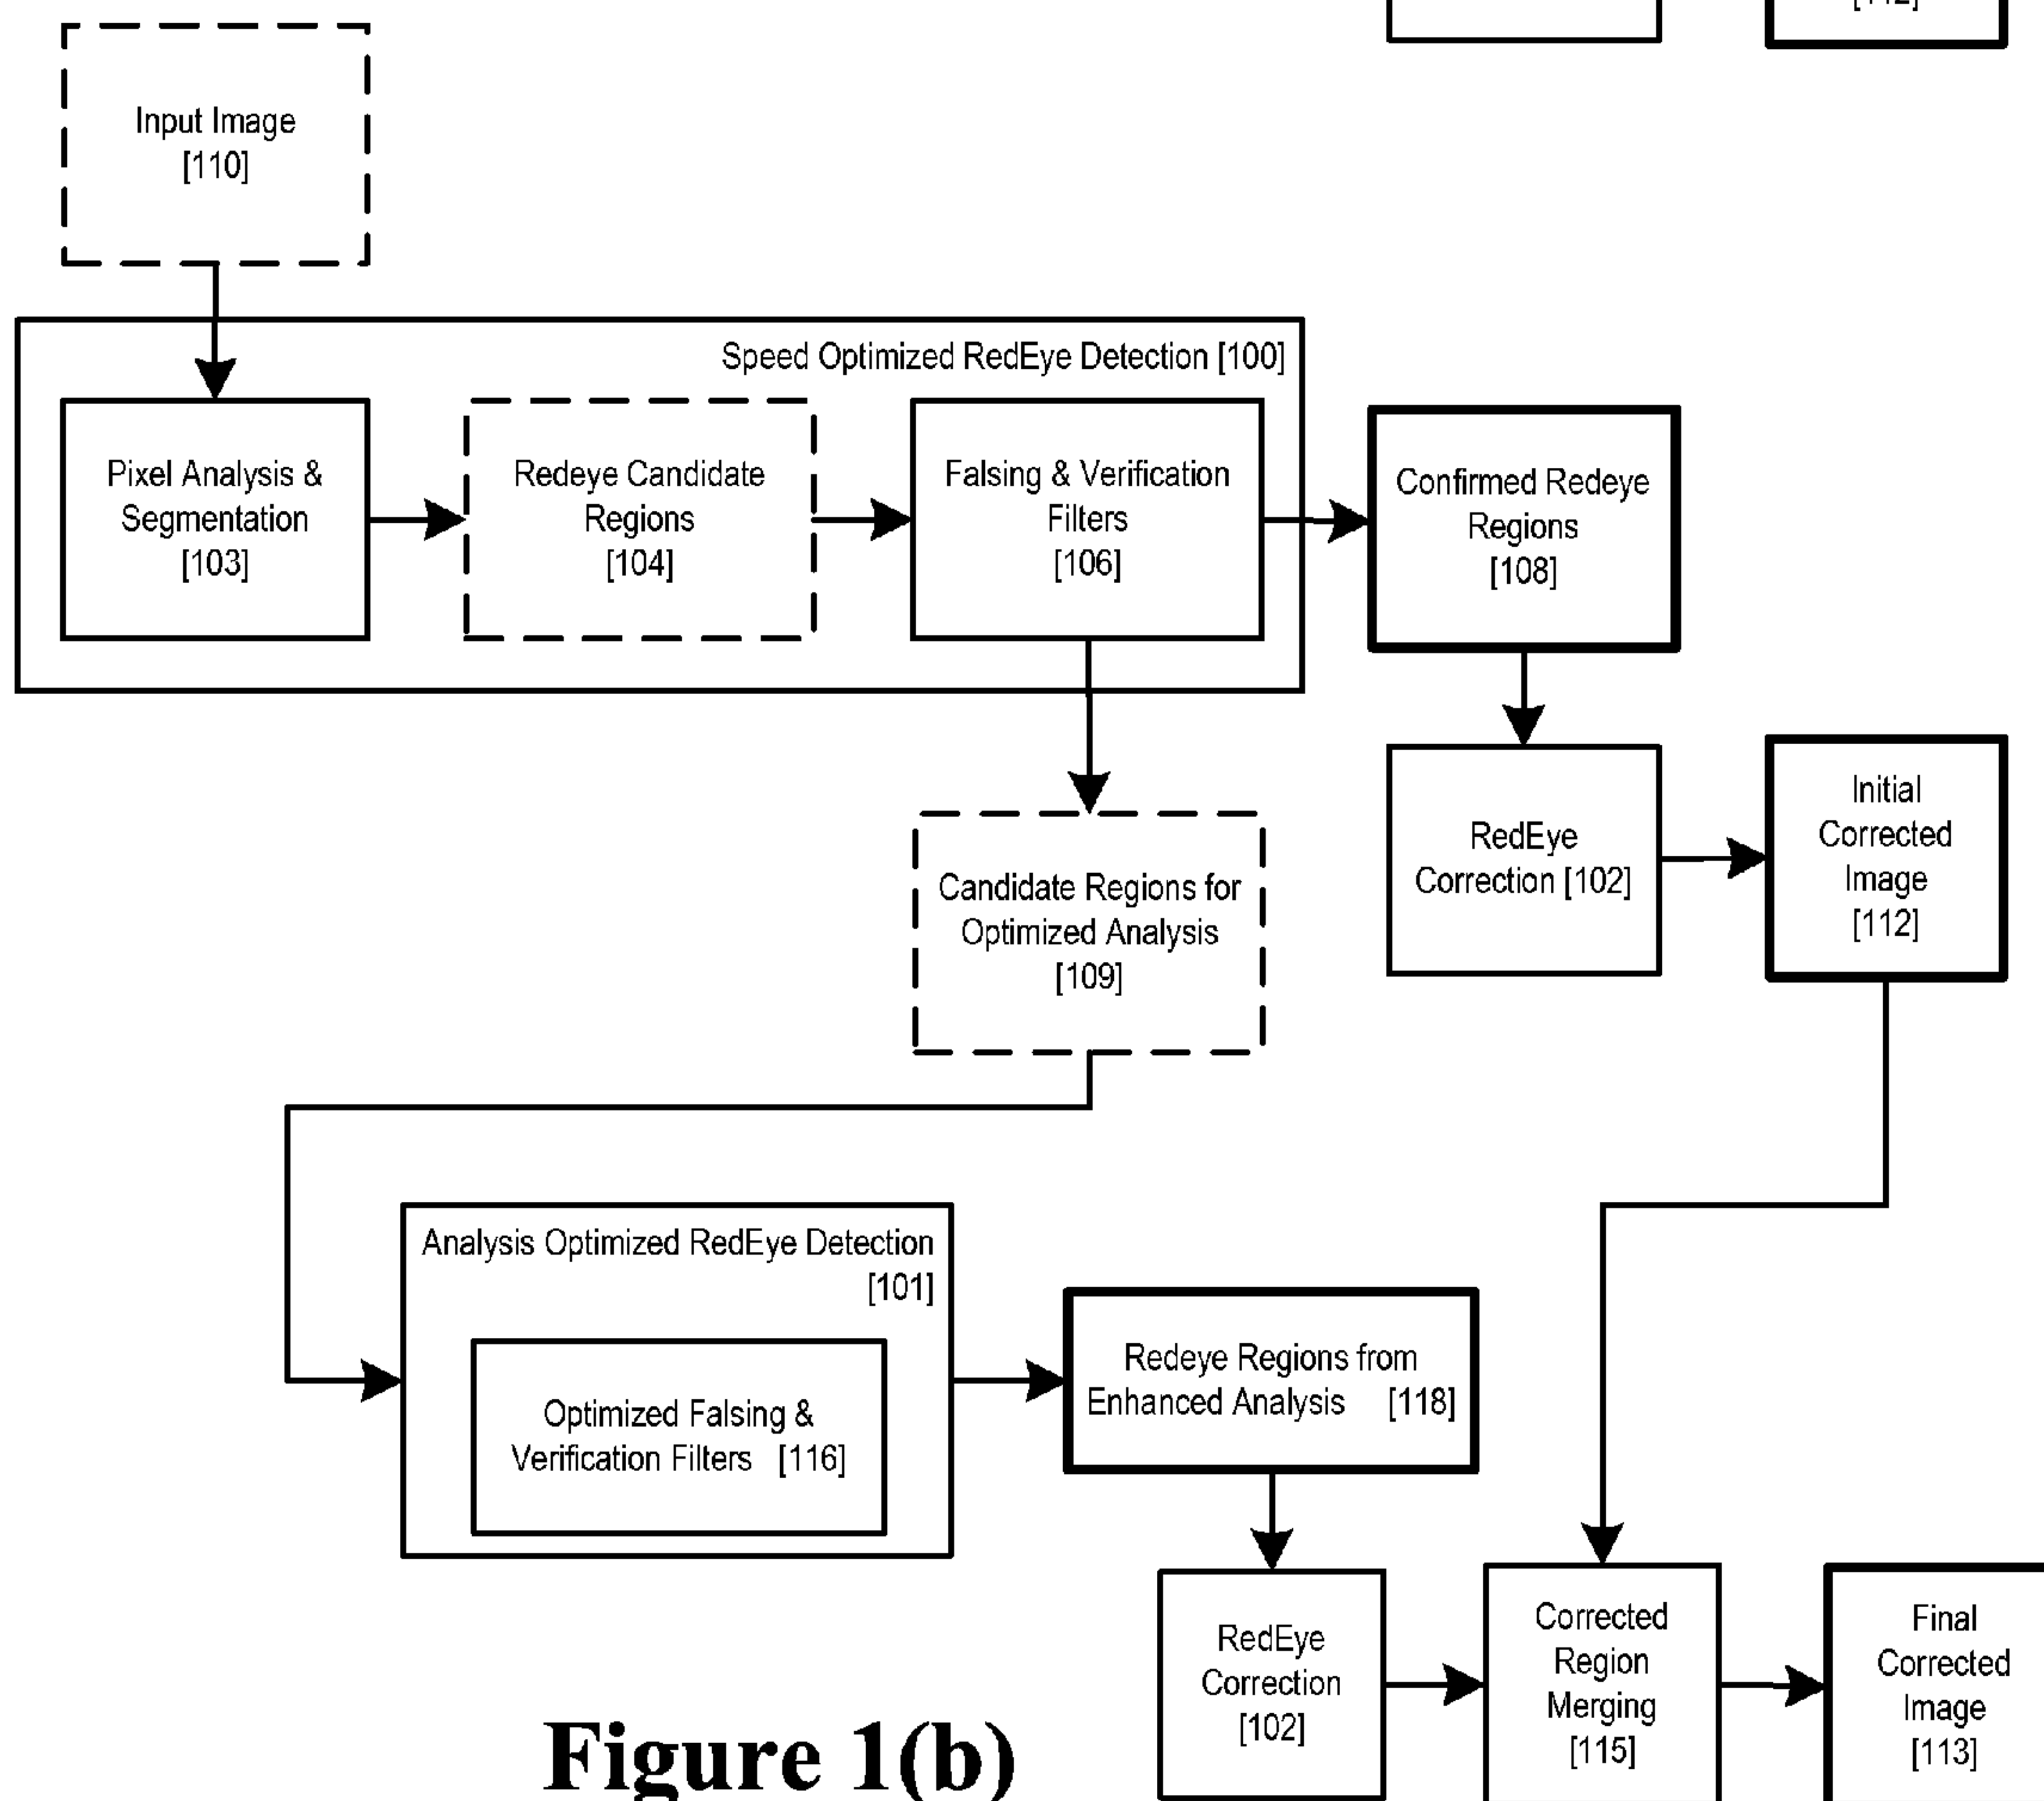 [112]
Input Image
[110]
Speed Optimized RedEye Detection [100]
Pixel Analysis &
Segmentation
[103]
Redeye Candidate
Regions
[104]
Falsing & Verification
Filters
[106]
Confirmed Redeye
Regions
[108]
RedEye
Correction [102]
Initial
Corrected
Image
[112]
Candidate Regions for
Optimized Analysis
[109]
Analysis Optimized RedEye Detection
[101]
Optimized Falsing &
Verification Filters [116]
Redeye Regions from
Enhanced Analysis [118]
RedEye
Correction
[102]
Corrected
Region
Merging
[115]
Final
Corrected
Image
[113]
Figure 1(b)